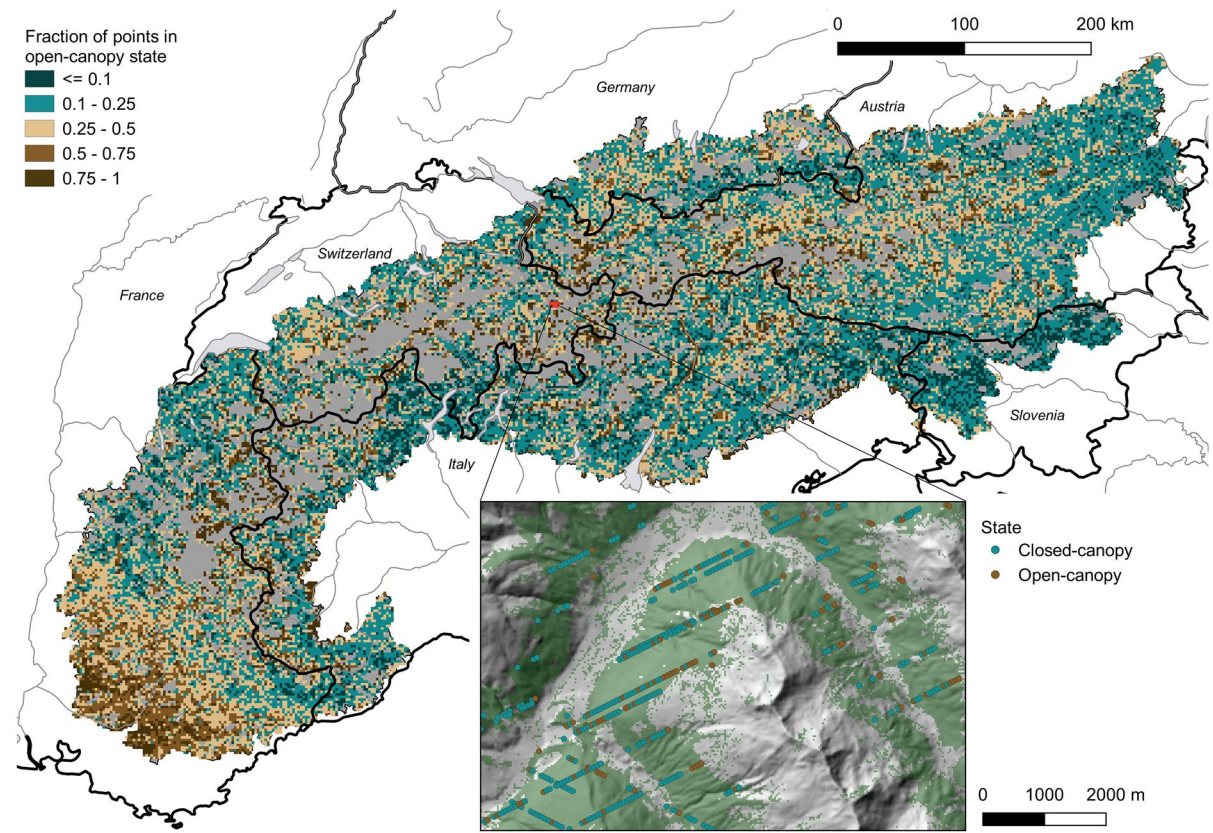 Fraction of points in
open-canopy state
<= 0.1
0.1 - 0.25
0.25 - 0.5
0.5 - 0.75
0.75 - 1
0 100 200 km
Germany
Austria
Switzerland
France
Italy
Slovenia
State
Closed-canopy
Open-canopy
0 1000 2000 m